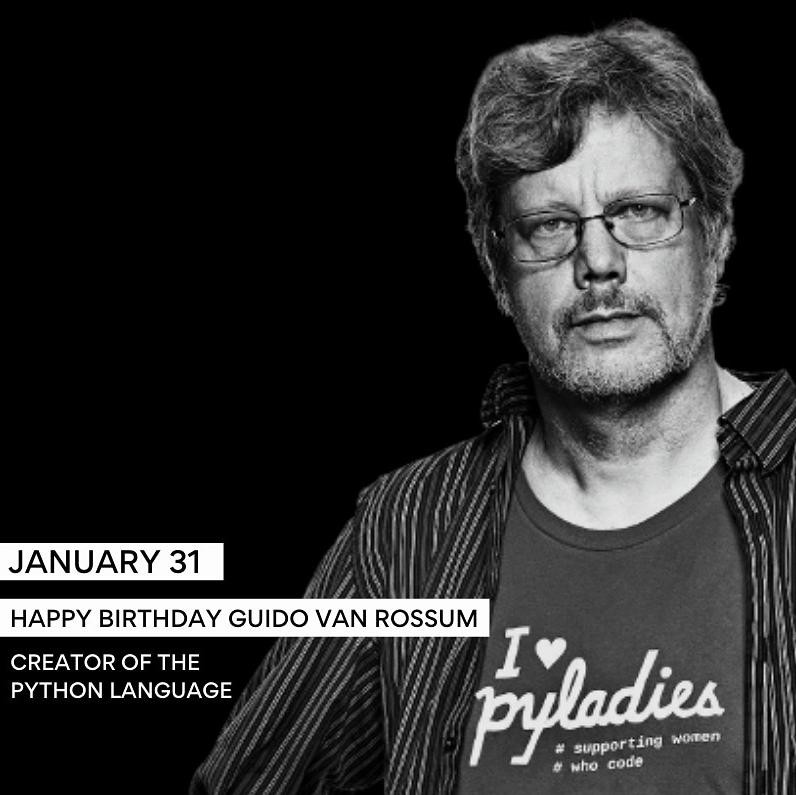 JANUARY 31
HAPPY BIRTHDAY GUIDO VAN ROSSUM
CREATOR OF THE
PYTHON LANGUAGE
I ♥
pyladies
# supporting women
# who code